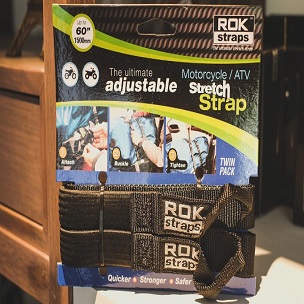 Up to
60"
1500mm
ROK
straps
The ultimate
adjustable
Motorcycle / ATV
Stretch
Strap
Attach
Buckle
Tighten
TWIN
PACK
ROK
straps
ROK
straps
Quicker • Stronger • Safer